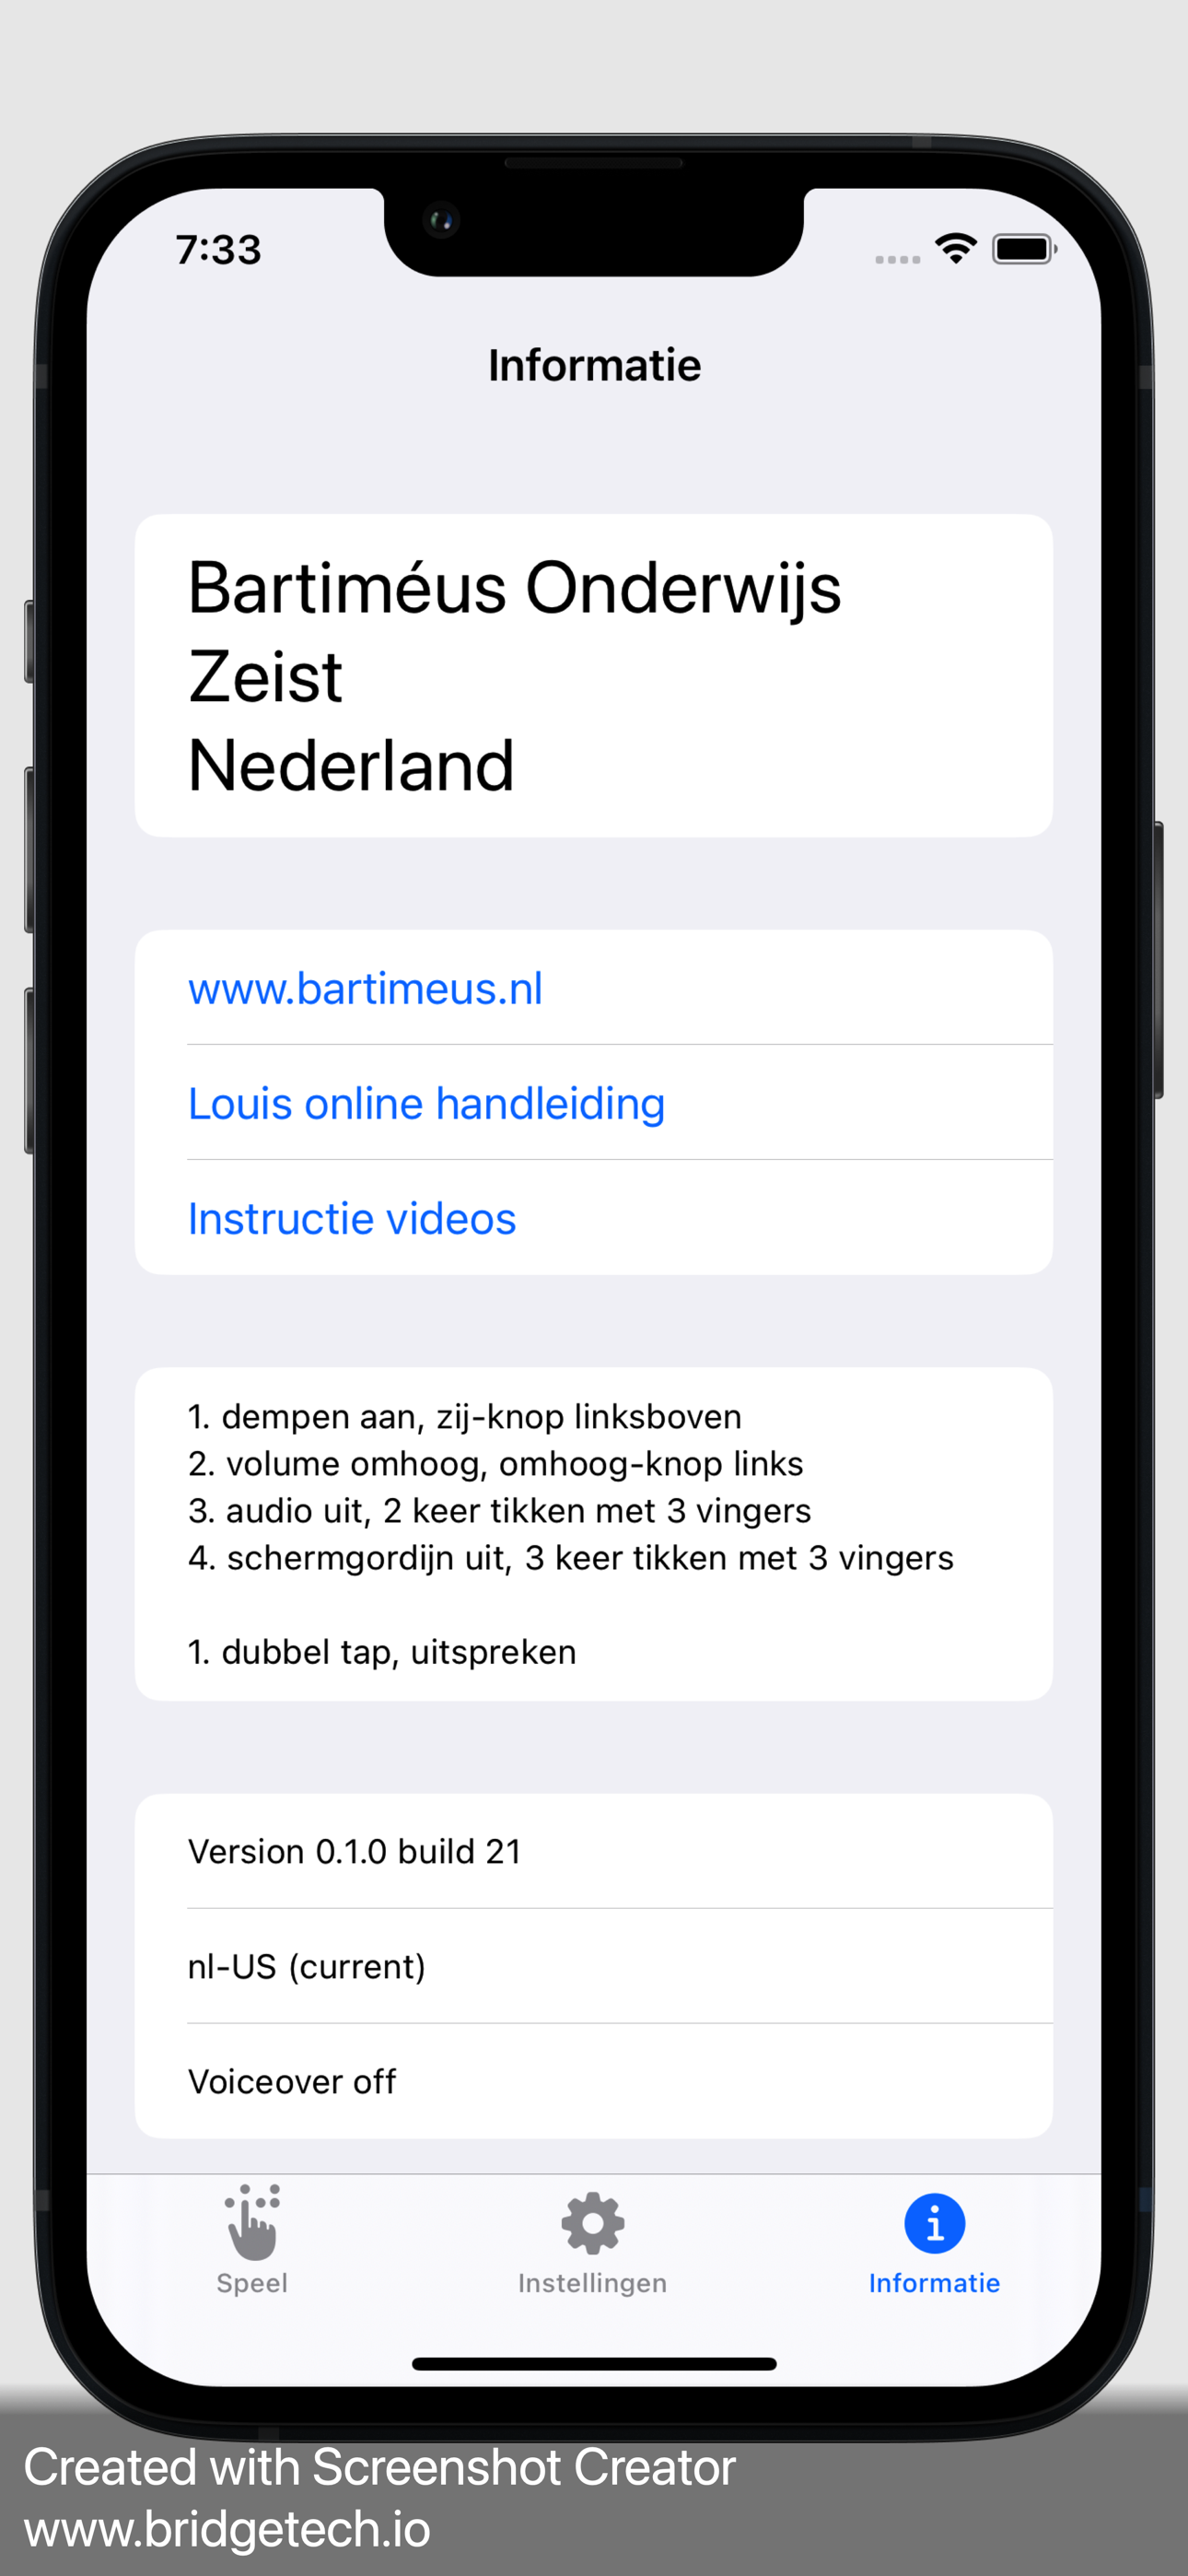 7:33
Informatie
Bartiméus Onderwijs
Zeist
Nederland
www.bartimeus.nl
Louis online handleiding
Instructie videos
1. dempen aan, zij-knop linksboven
2. volume omhoog, omhoog-knop links
3. audio uit, 2 keer tikken met 3 vingers
4. schermgordijn uit, 3 keer tikken met 3 vingers
1. dubbel tap, uitspreken
Version 0.1.0 build 21
nl-US (current)
Voiceover off
Speel
Instellingen
Informatie
Created with Screenshot Creator
www.bridgetech.io